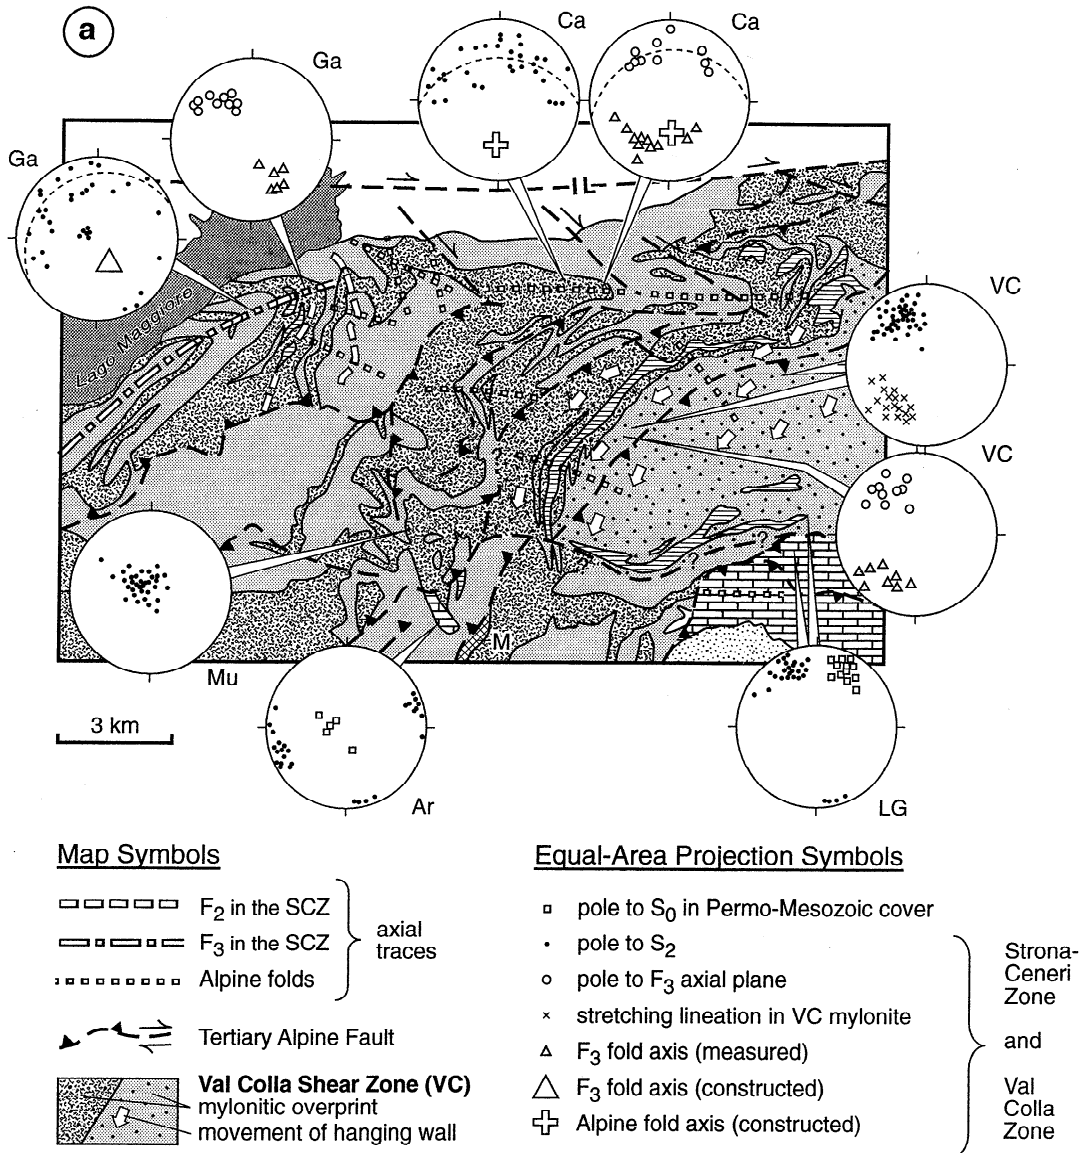 a
Ca
Ca
Ga
Ga
IL
Lago Maggiore
VC
VC
?
?
?
M
Mu
3 km
Ar
LG
Map Symbols
F2 in the SCZ
F3 in the SCZ
Alpine folds
axial
traces
Tertiary Alpine Fault
Val Colla Shear Zone (VC)
mylonitic overprint
movement of hanging wall
Equal-Area Projection Symbols
pole to S0 in Permo-Mesozoic cover
pole to S2
pole to F3 axial plane
stretching lineation in VC mylonite
F3 fold axis (measured)
F3 fold axis (constructed)
Alpine fold axis (constructed)
Strona-
Ceneri
Zone
and
Val
Colla
Zone